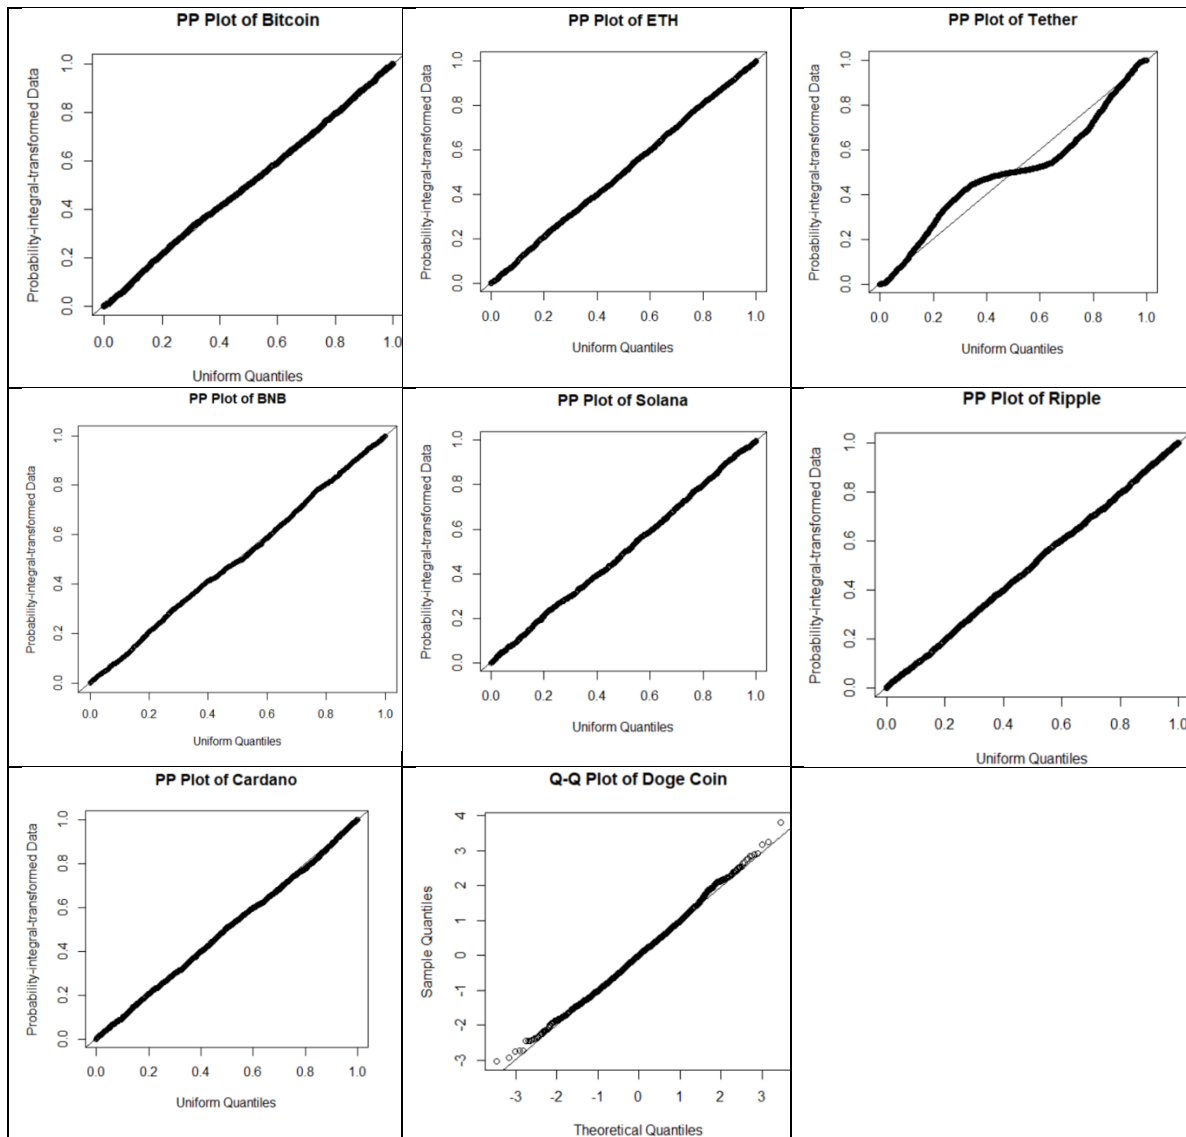 PP Plot of Bitcoin
Probability-integral-transformed Data
0.0 0.2 0.4 0.6 0.8 1.0
0.0 0.2 0.4 0.6 0.8 1.0
Uniform Quantiles
PP Plot of ETH
Probability-integral-transformed Data
0.0 0.2 0.4 0.6 0.8 1.0
0.0 0.2 0.4 0.6 0.8 1.0
Uniform Quantiles
PP Plot of Tether
Probability-integral-transformed Data
0.0 0.2 0.4 0.6 0.8 1.0
0.0 0.2 0.4 0.6 0.8 1.0
Uniform Quantiles
PP Plot of BNB
Probability-integral-transformed Data
0.0 0.2 0.4 0.6 0.8 1.0
0.0 0.2 0.4 0.6 0.8 1.0
Uniform Quantiles
PP Plot of Solana
Probability-integral-transformed Data
0.0 0.2 0.4 0.6 0.8 1.0
0.0 0.2 0.4 0.6 0.8 1.0
Uniform Quantiles
PP Plot of Ripple
Probability-integral-transformed Data
0.0 0.2 0.4 0.6 0.8 1.0
0.0 0.2 0.4 0.6 0.8 1.0
Uniform Quantiles
PP Plot of Cardano
Probability-integral-transformed Data
0.0 0.2 0.4 0.6 0.8 1.0
0.0 0.2 0.4 0.6 0.8 1.0
Uniform Quantiles
Q-Q Plot of Doge Coin
Sample Quantiles
-3 -2 -1 0 1 2 3 4
-3 -2 -1 0 1 2 3
Theoretical Quantiles